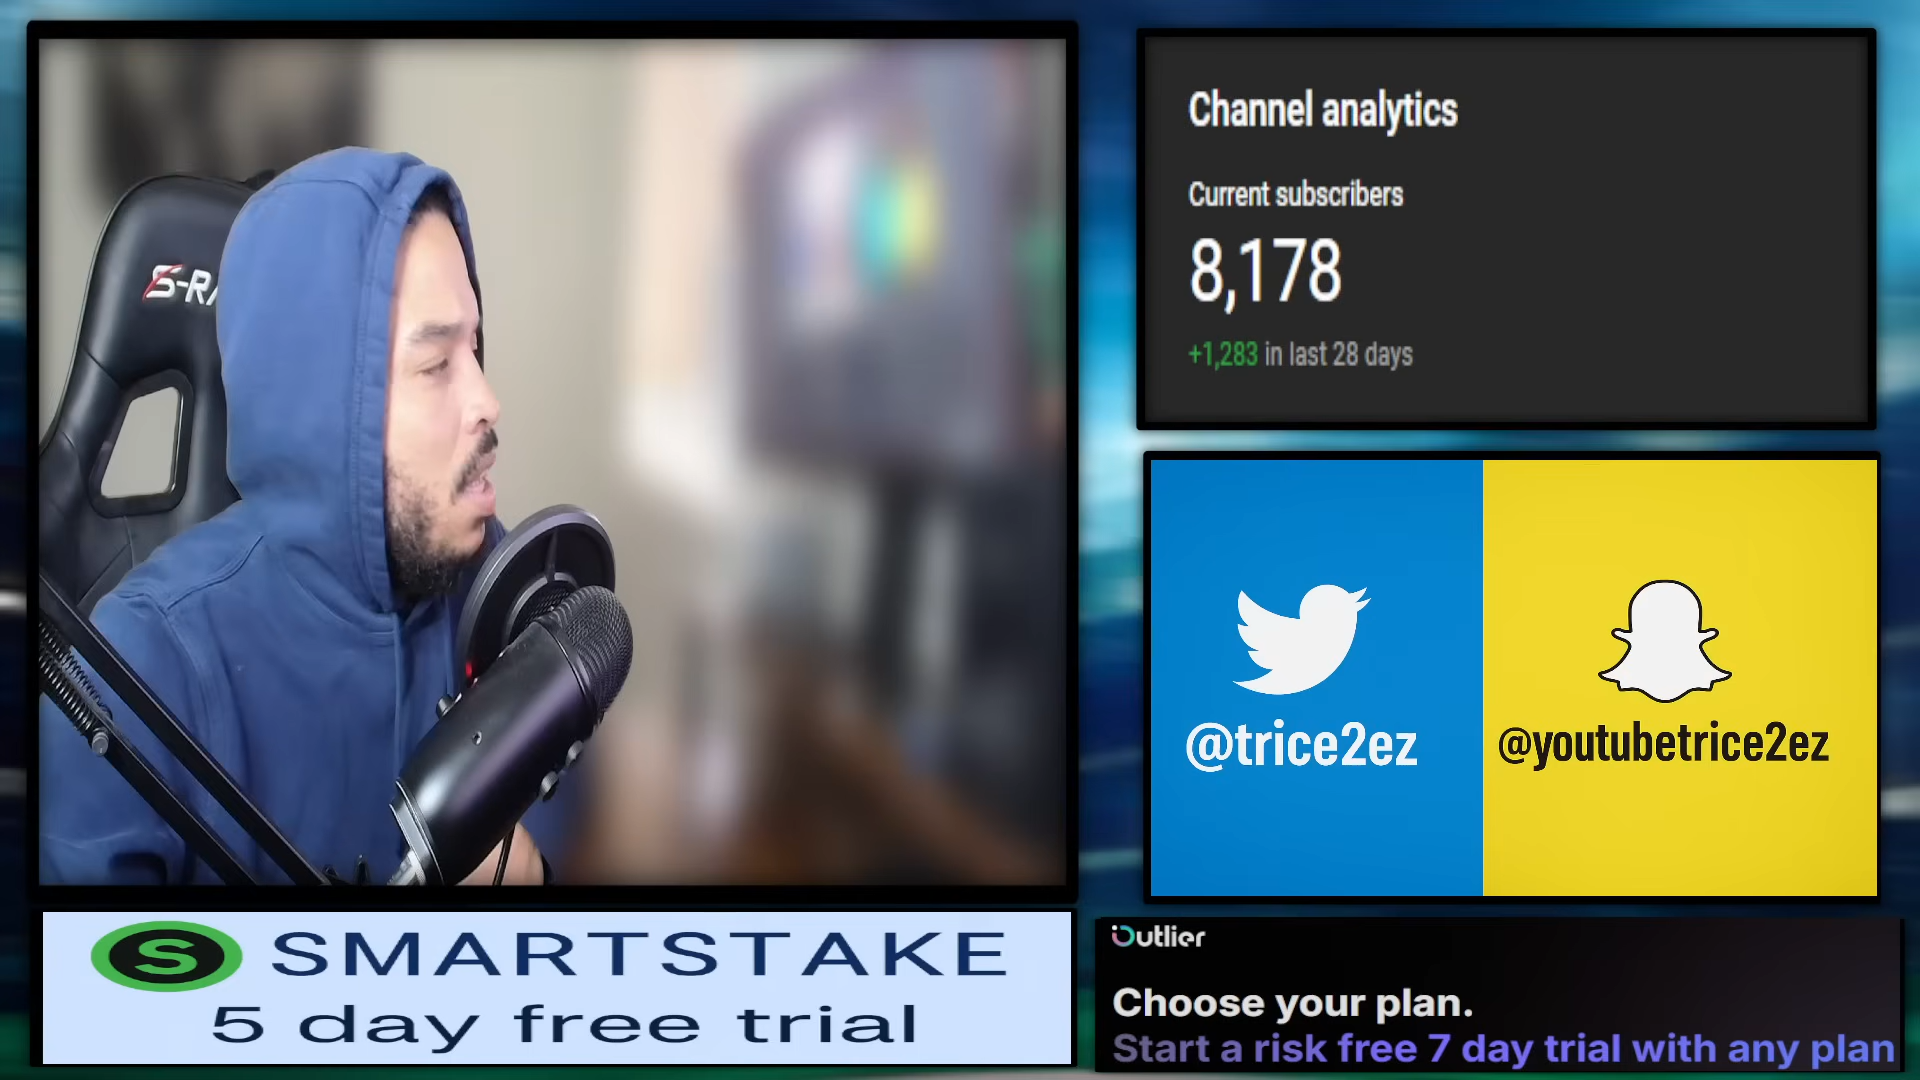 S-RA
Channel analytics
Current subscribers
8,178
+1,283 in last 28 days
@trice2ez
@youtubetrice2ez
S SMARTSTAKE
5 day free trial
Outlier
Choose your plan.
Start a risk free 7 day trial with any plan